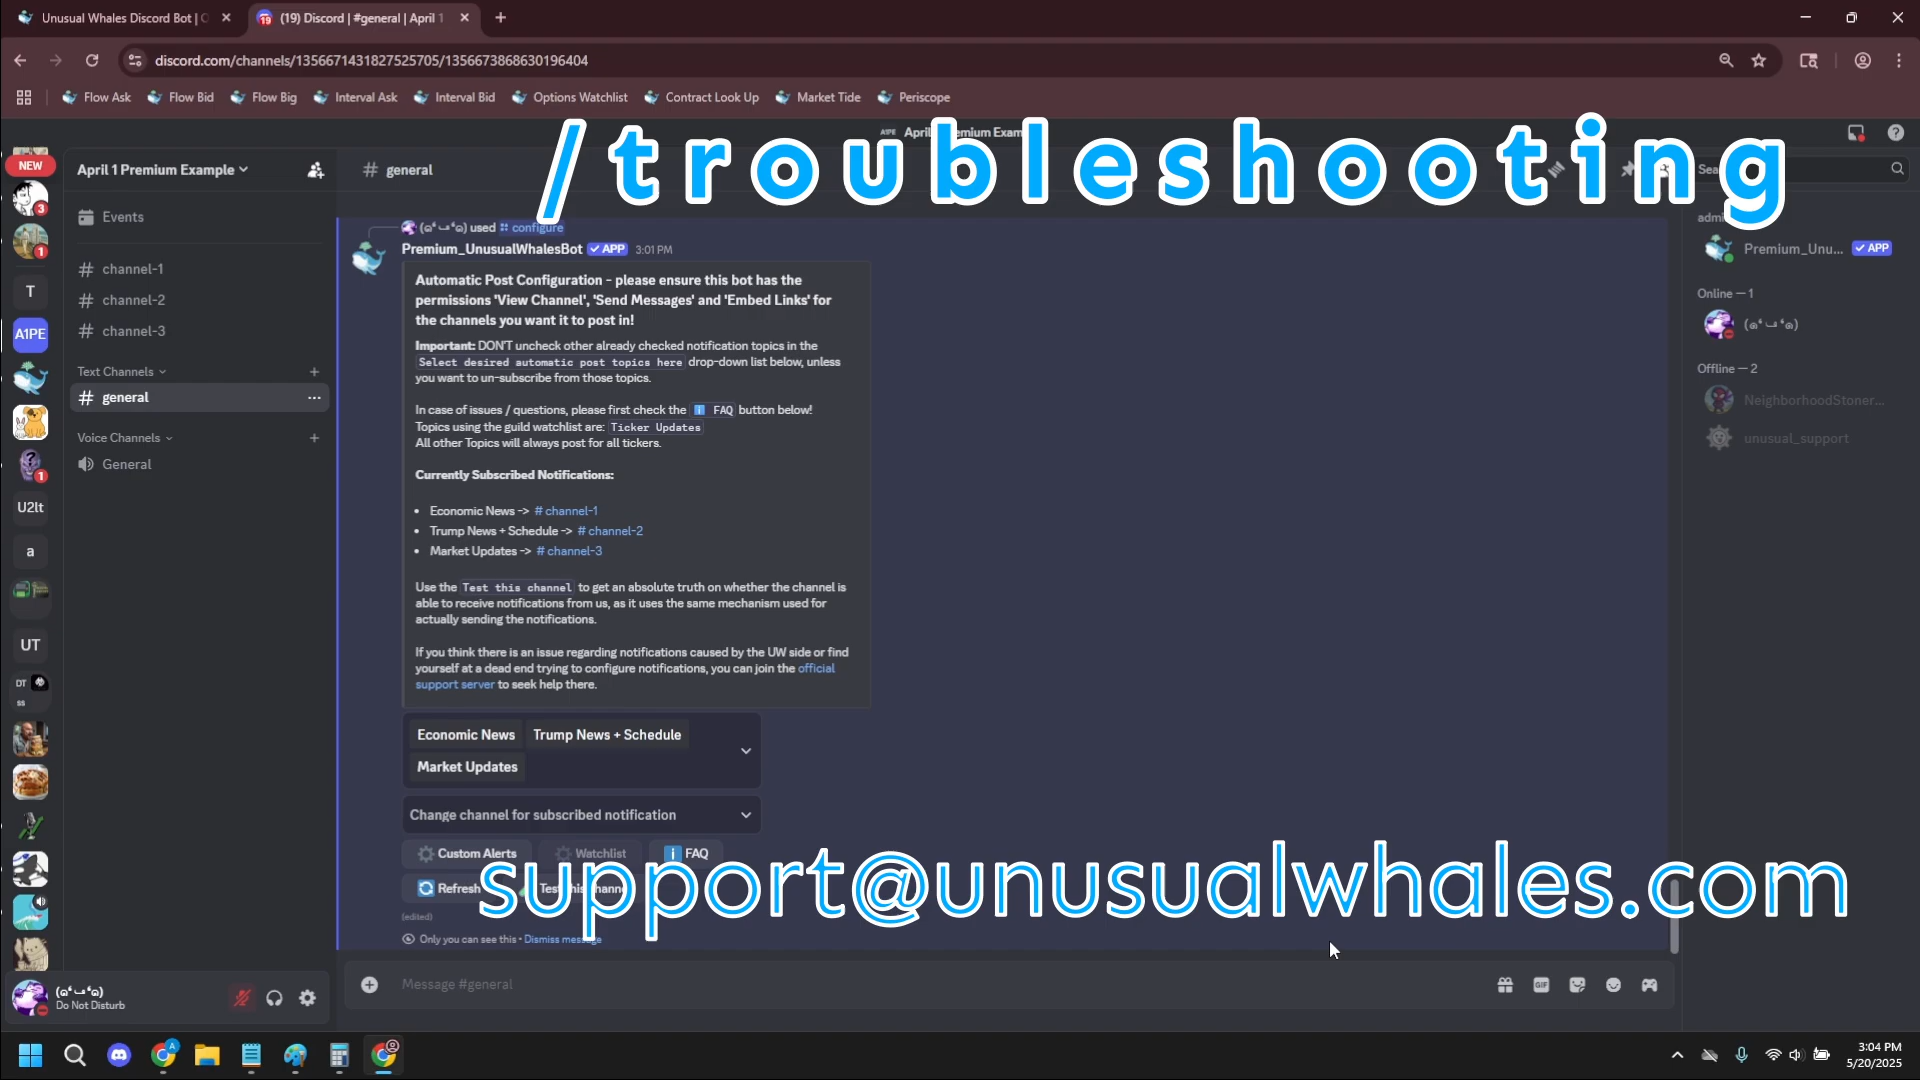 Unusual Whales Discord Bot |
(19) Discord | #general | April 1
discord.com/channels/1356671431827525705/1356673868630196404
Flow Ask
Flow Bid
Flow Big
Interval Ask
Interval Bid
Options Watchlist
Contract Look Up
Market Tide
Periscope
/troubleshooting
NEW
April 1 Premium Example
general
Events
channel-1
channel-2
channel-3
Text Channels
general
Voice Channels
General
3
1
T
A1PE
1
U2lt
a
UT
DT
ss
used configure
Premium_UnusualWhalesBot APP 3:01 PM
Automatic Post Configuration - please ensure this bot has the
permissions 'View Channel', 'Send Messages' and 'Embed Links' for
the channels you want it to post in!
Important: DON'T uncheck other already checked notification topics in the
Select desired automatic post topics here drop-down list below, unless
you want to un-subscribe from those topics.
In case of issues / questions, please first check the FAQ button below!
Topics using the guild watchlist are: Ticker Updates
All other Topics will always post for all tickers.
Currently Subscribed Notifications:
• Economic News -> # channel-1
• Trump News + Schedule -> # channel-2
• Market Updates -> # channel-3
Use the Test this channel to get an absolute truth on whether the channel is
able to receive notifications from us, as it uses the same mechanism used for
actually sending the notifications.
If you think there is an issue regarding notifications caused by the UW side or find
yourself at a dead end trying to configure notifications, you can join the official
support server to seek help there.
Economic News
Trump News + Schedule
Market Updates
Change channel for subscribed notification
Custom Alerts
Watchlist
FAQ
Refresh
support@unusualwhales.com
(edited)
Only you can see this • Dismiss message
Message #general
GIF
Premium_Unu... APP
Online — 1
Offline — 2
NeighborhoodStoner...
unusual_support
Do Not Disturb
3:04 PM
5/20/2025